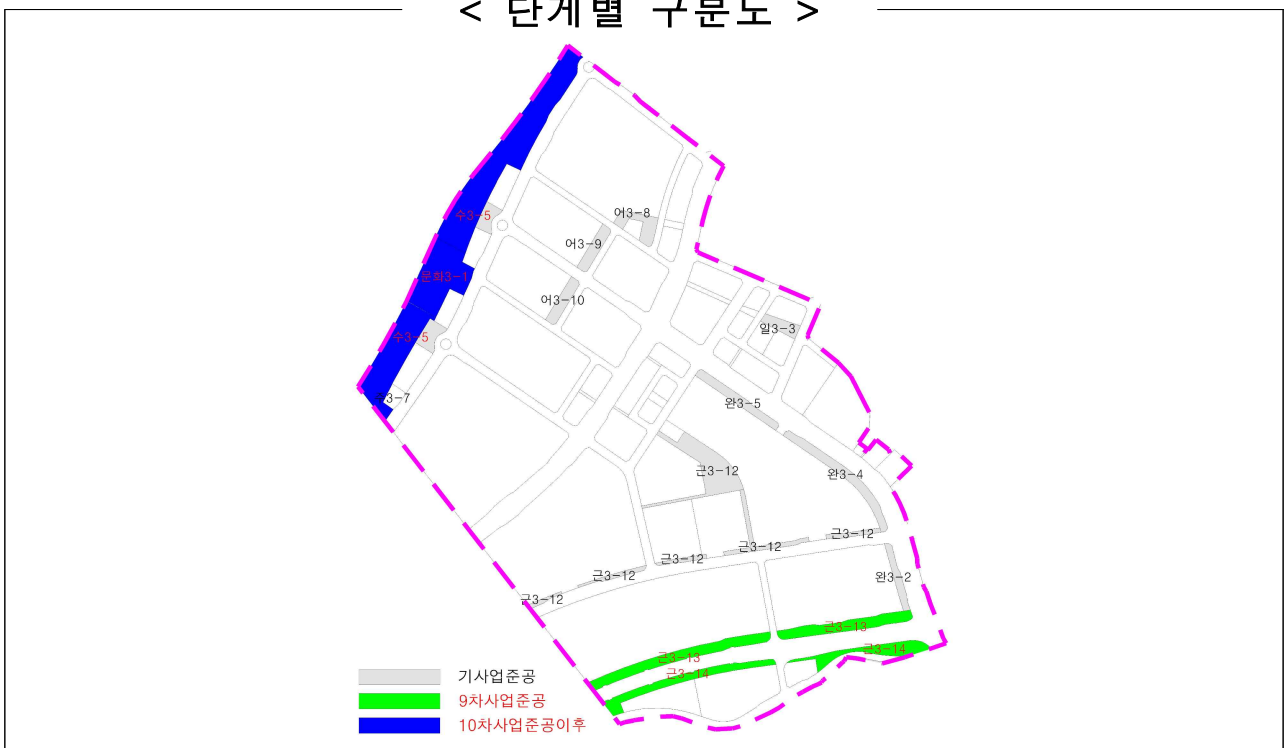 < 단계별 구분도 >
어3-8
수3-5
어3-9
문화3-1
어3-10
일3-3
수3-5
3-7
완3-5
근3-12
완3-4
근3-12
근3-12
근3-12
근3-12
완3-2
근3-12
근3-13
근3-14
근3-13
근3-14
기사업준공
9차사업준공
10차사업준공이후